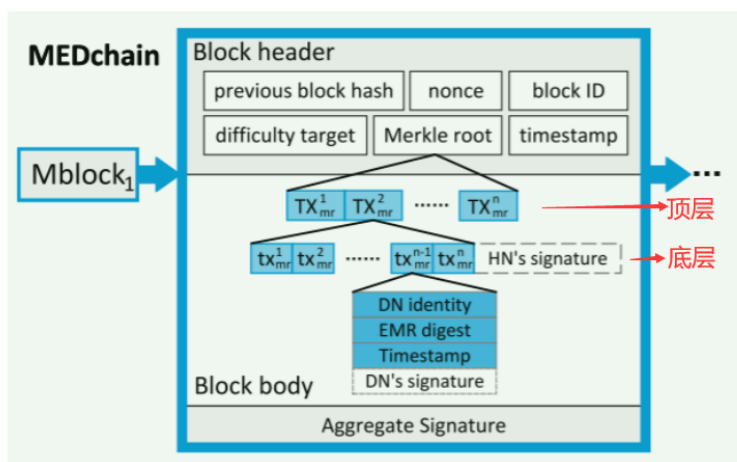 MEDchain
Block header
previous block hash
nonce
block ID
difficulty target
Merkle root
timestamp
Mblock₁
...
TX¹mr TX²mr ...... TXⁿmr
顶层
tx¹mr tx²mr ...... txⁿ⁻¹mr txⁿmr HN's signature
底层
DN identity
EMR digest
Timestamp
DN's signature
Block body
Aggregate Signature